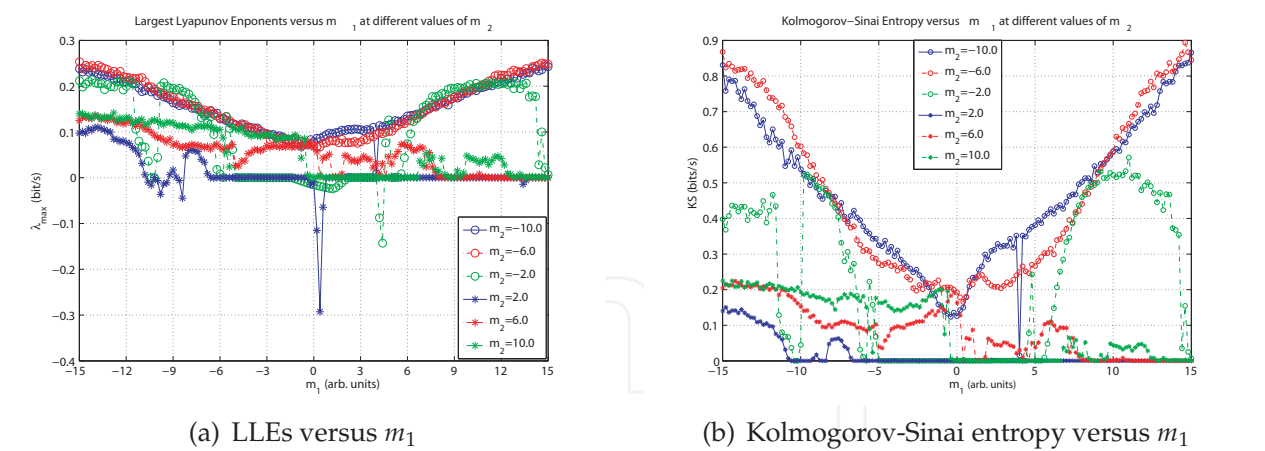 Largest Lyapunov Enponents versus m 1 at different values of m 2
0.3
0.2
0.1
0
−0.1
−0.2
−0.3
−0.4
λmax (bit/s)
m2=−10.0
m2=−6.0
m2=−2.0
m2=2.0
m2=6.0
m2=10.0
−15 −12 −9 −6 −3 0 3 6 9 12 15
m1 (arb. units)
(a) LLEs versus m1
Kolmogorov−Sinai Entropy versus m 1 at different values of m 2
0.9
0.8
0.7
0.6
0.5
0.4
0.3
0.2
0.1
0
KS (bits/s)
m2=−10.0
m2=−6.0
m2=−2.0
m2=2.0
m2=6.0
m2=10.0
−15 −10 −5 0 5 10 15
m1 (arb. units)
(b) Kolmogorov-Sinai entropy versus m1